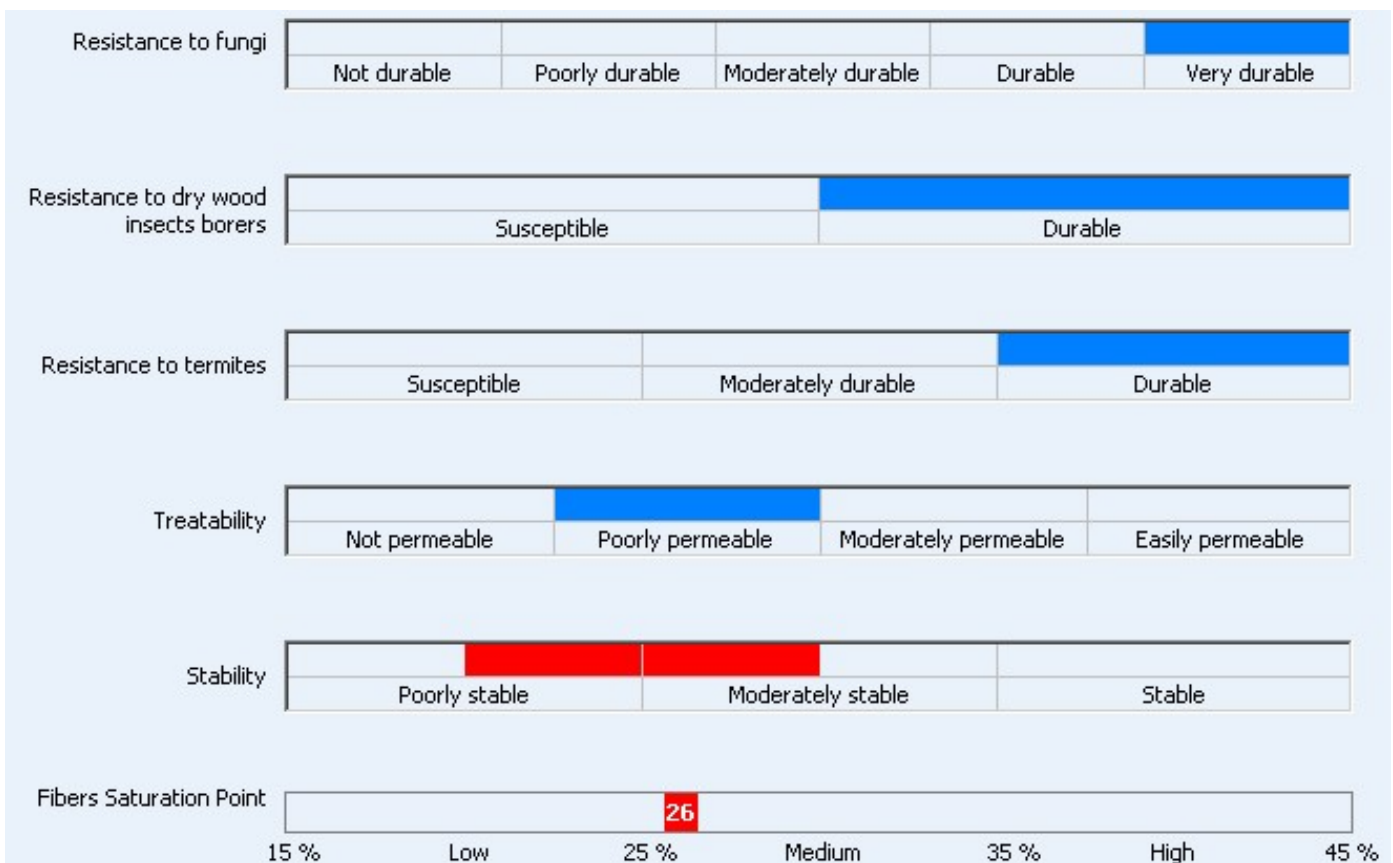 Resistance to fungi
Not durable Poorly durable Moderately durable Durable Very durable
Resistance to dry wood
insects borers
Susceptible Durable
Resistance to termites
Susceptible Moderately durable Durable
Treatability
Not permeable Poorly permeable Moderately permeable Easily permeable
Stability
Poorly stable Moderately stable Stable
Fibers Saturation Point
26
15 % Low 25 % Medium 35 % High 45 %